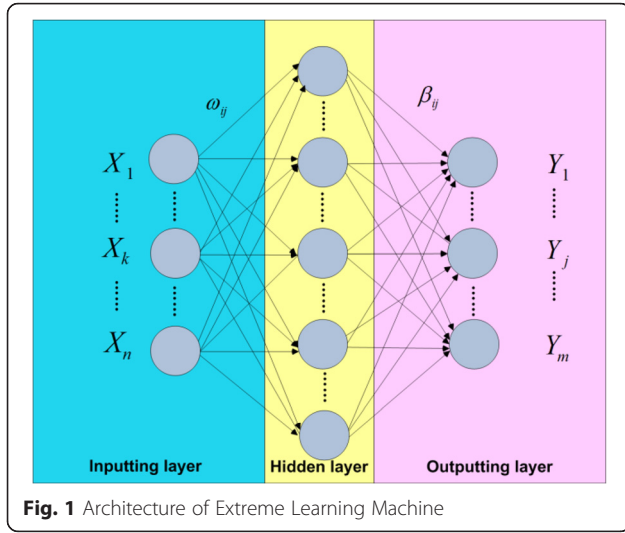 ω_ij β_ij
X_1 Y_1
X_k Y_j
X_n Y_m
Inputting layer Hidden layer Outputting layer
Fig. 1 Architecture of Extreme Learning Machine